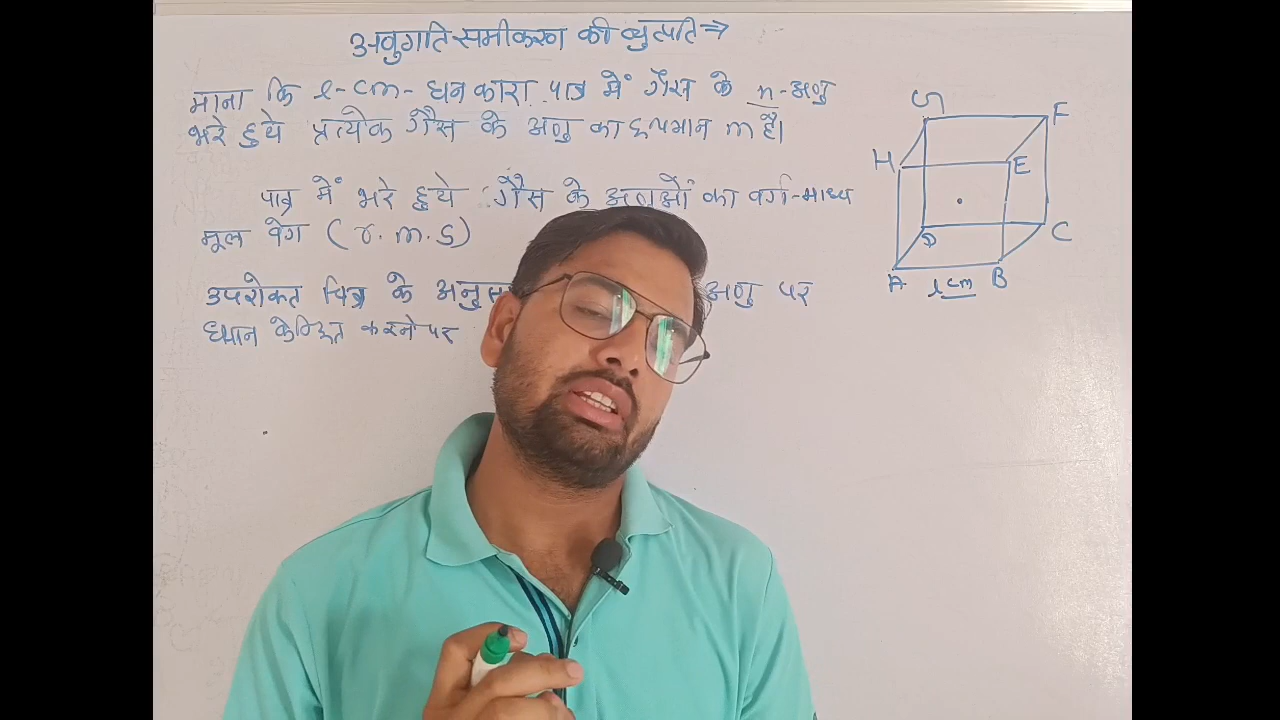 अणुगति समीकरण की व्युत्पति ⇒
माना कि l-cm- घनकारा पात्र में गैस के n-अणु
भरे हुये प्रत्येक गैस के अणु का द्रव्यमान m है।
पात्र में भरे हुये गैस के अणुओं का वर्ग-माध्य
मूल वेग (r.m.s)
उपरोक्त चित्र के अनुसा अणु पर
ध्यान केन्द्रित करने पर
G F
H E
D C
A l cm B